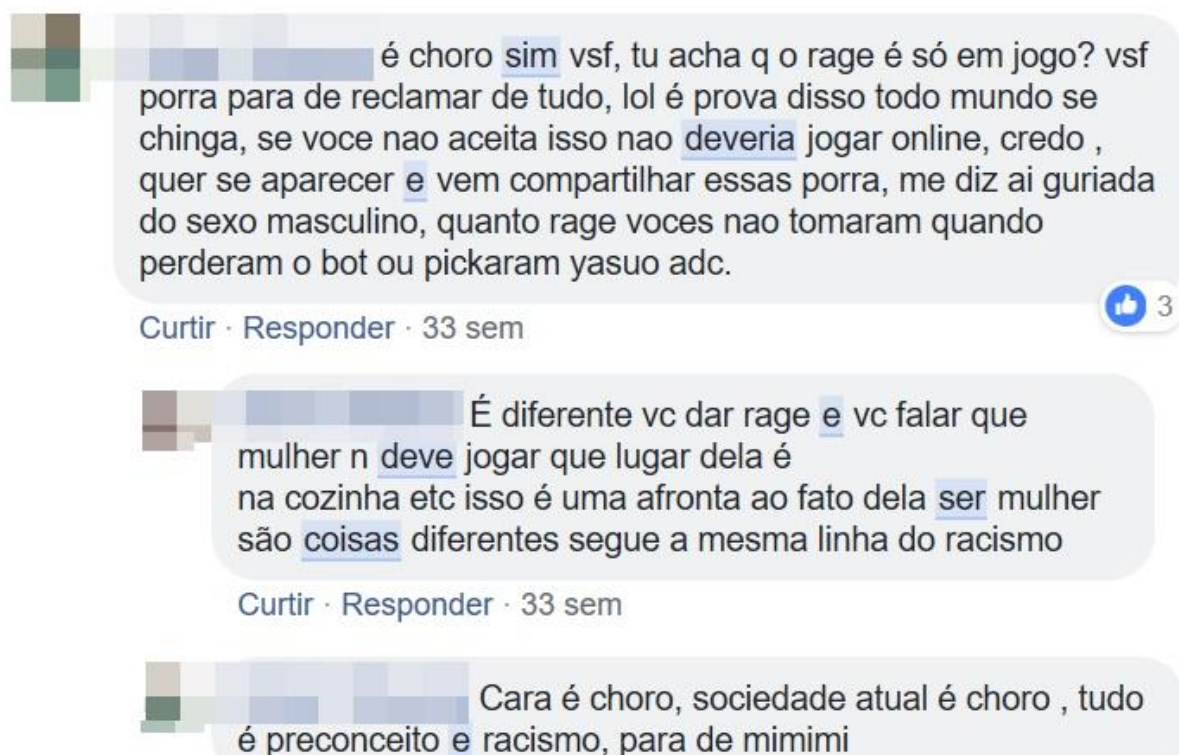 é choro sim vsf, tu acha q o rage é só em jogo? vsf
porra para de reclamar de tudo, lol é prova disso todo mundo se
chinga, se voce nao aceita isso nao deveria jogar online, credo ,
quer se aparecer e vem compartilhar essas porra, me diz ai guriada
do sexo masculino, quanto rage voces nao tomaram quando
perderam o bot ou pickaram yasuo adc.
3
Curtir · Responder · 33 sem
É diferente vc dar rage e vc falar que
mulher n deve jogar que lugar dela é
na cozinha etc isso é uma afronta ao fato dela ser mulher
são coisas diferentes segue a mesma linha do racismo
Curtir · Responder · 33 sem
Cara é choro, sociedade atual é choro , tudo
é preconceito e racismo, para de mimimi